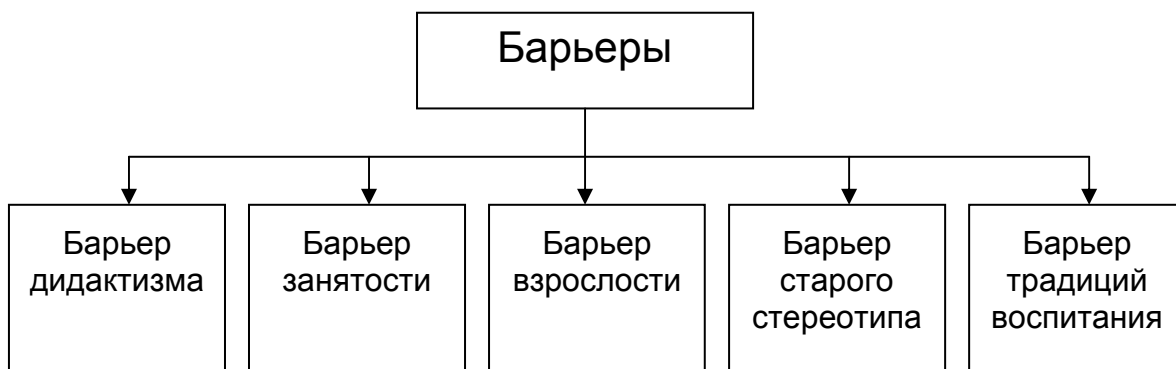 Барьеры
Барьер
дидактизма
Барьер
занятости
Барьер
взрослости
Барьер
старого
стереотипа
Барьер
традиций
воспитания